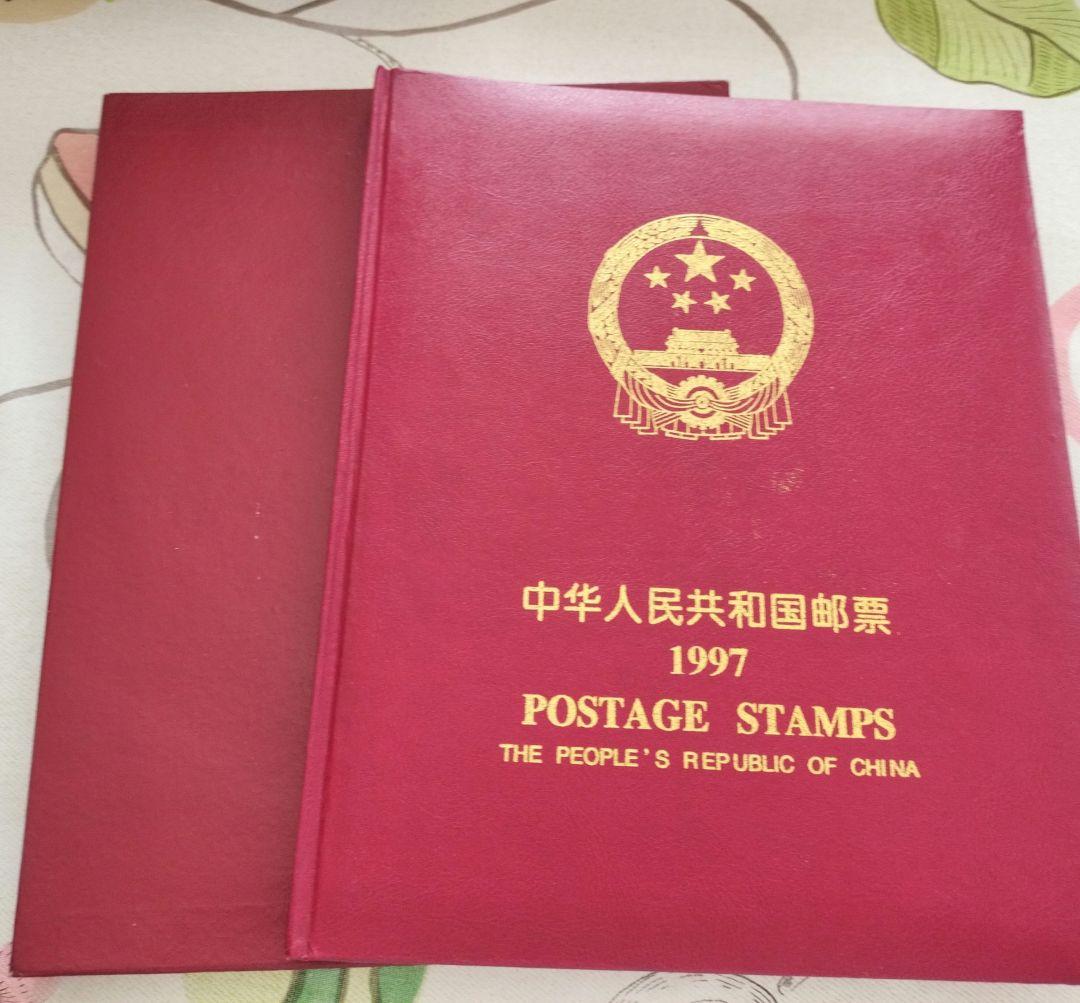 中华人民共和国邮票
1997
POSTAGE STAMPS
THE PEOPLE'S REPUBLIC OF CHINA